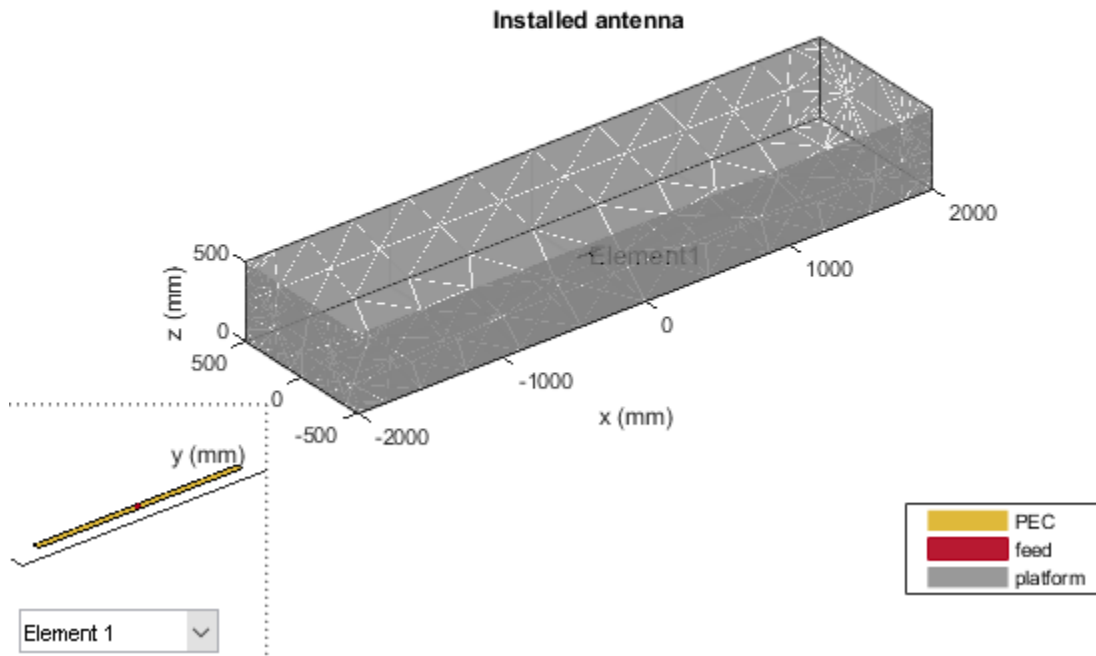 Installed antenna
500
0
z (mm)
500
0
-500
y (mm)
-2000
-1000
0
1000
2000
x (mm)
Element1
PEC
feed
platform
Element 1